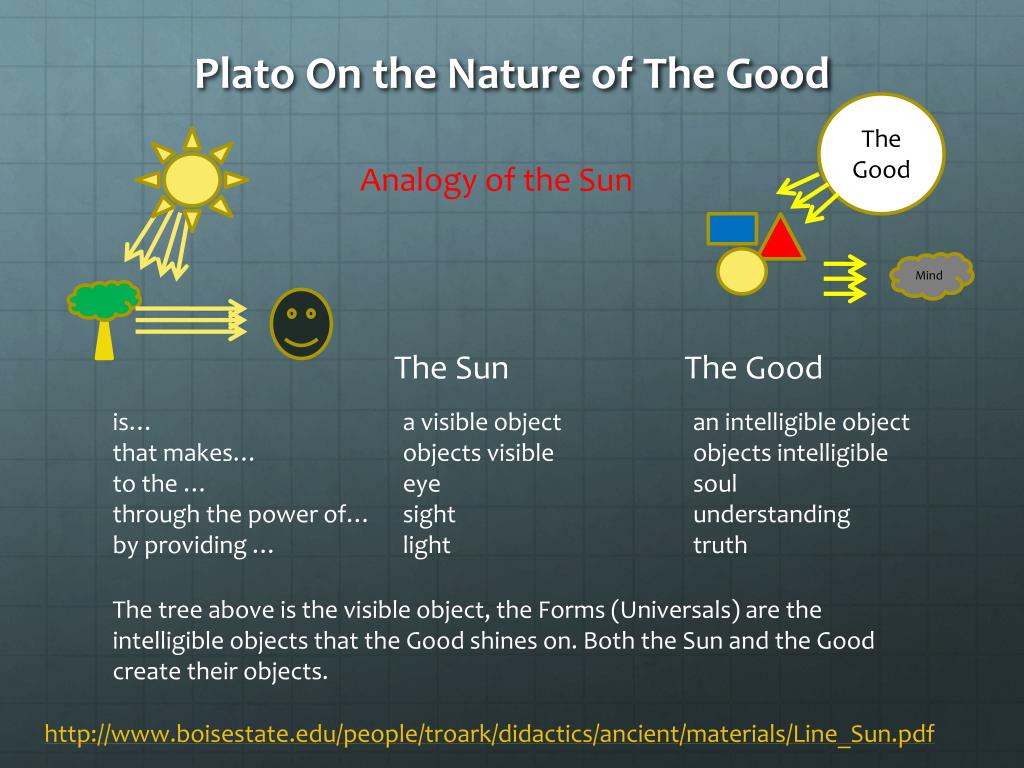 Plato On the Nature of The Good
The
Good
Analogy of the Sun
Mind
The Sun The Good
is… a visible object an intelligible object
that makes… objects visible objects intelligible
to the … eye soul
through the power of… sight understanding
by providing … light truth
The tree above is the visible object, the Forms (Universals) are the
intelligible objects that the Good shines on. Both the Sun and the Good
create their objects.
http://www.boisestate.edu/people/troark/didactics/ancient/materials/Line_Sun.pdf